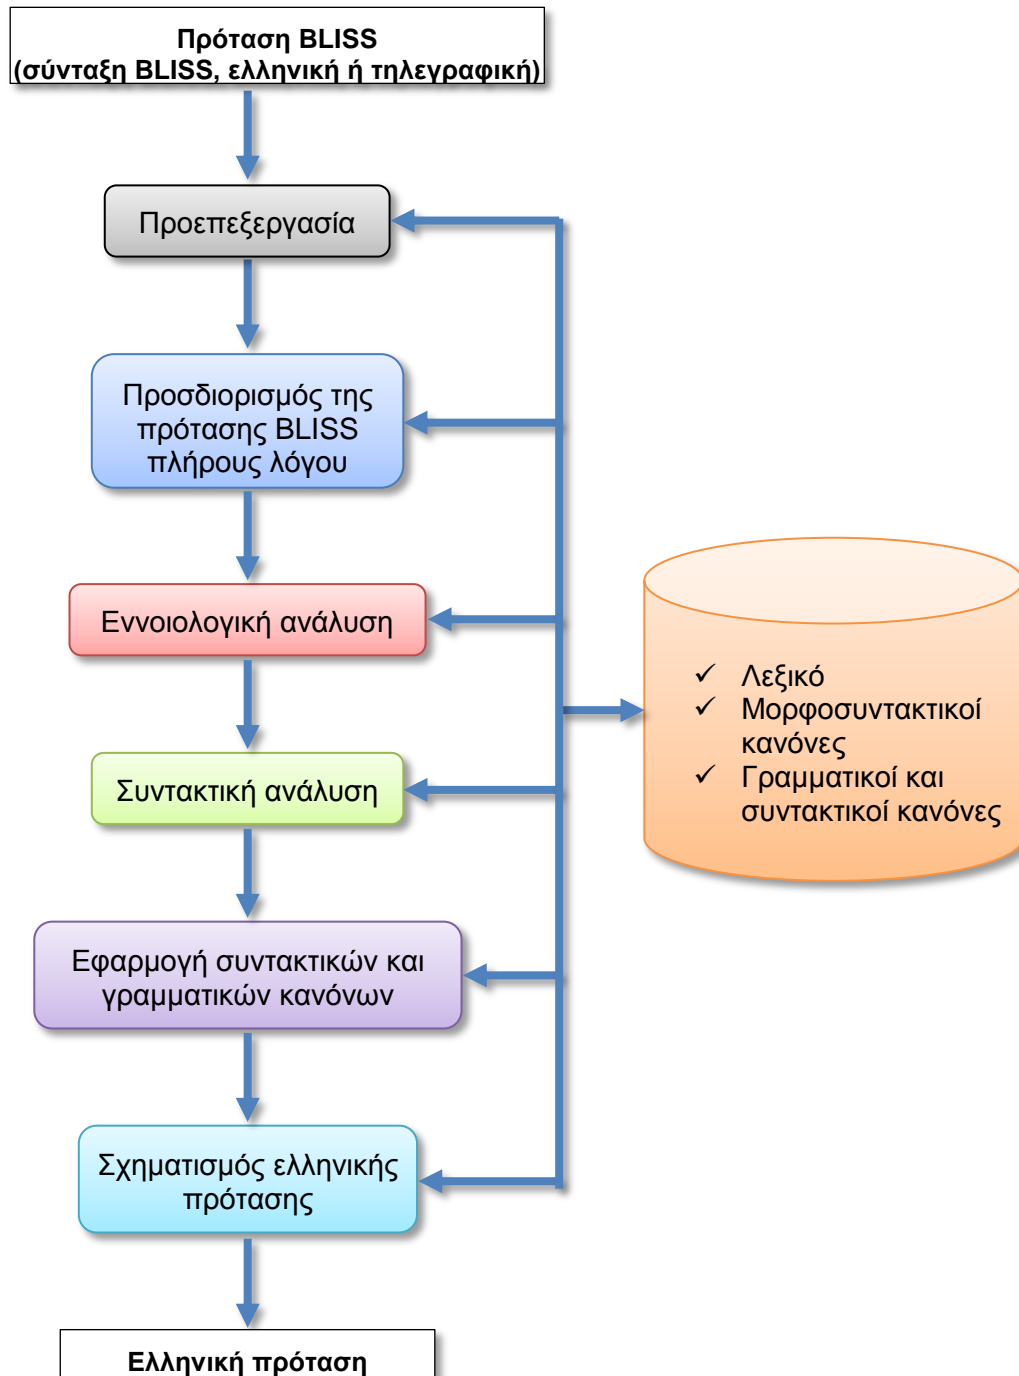 Πρόταση BLISS
(σύνταξη BLISS, ελληνική ή τηλεγραφική)
Προεπεξεργασία
Προσδιορισμός της
πρότασης BLISS
πλήρους λόγου
Εννοιολογική ανάλυση
Συντακτική ανάλυση
Εφαρμογή συντακτικών και
γραμματικών κανόνων
Σχηματισμός ελληνικής
πρότασης
Ελληνική πρόταση
✓ Λεξικό
✓ Μορφοσυντακτικοί
κανόνες
✓ Γραμματικοί και
συντακτικοί κανόνες